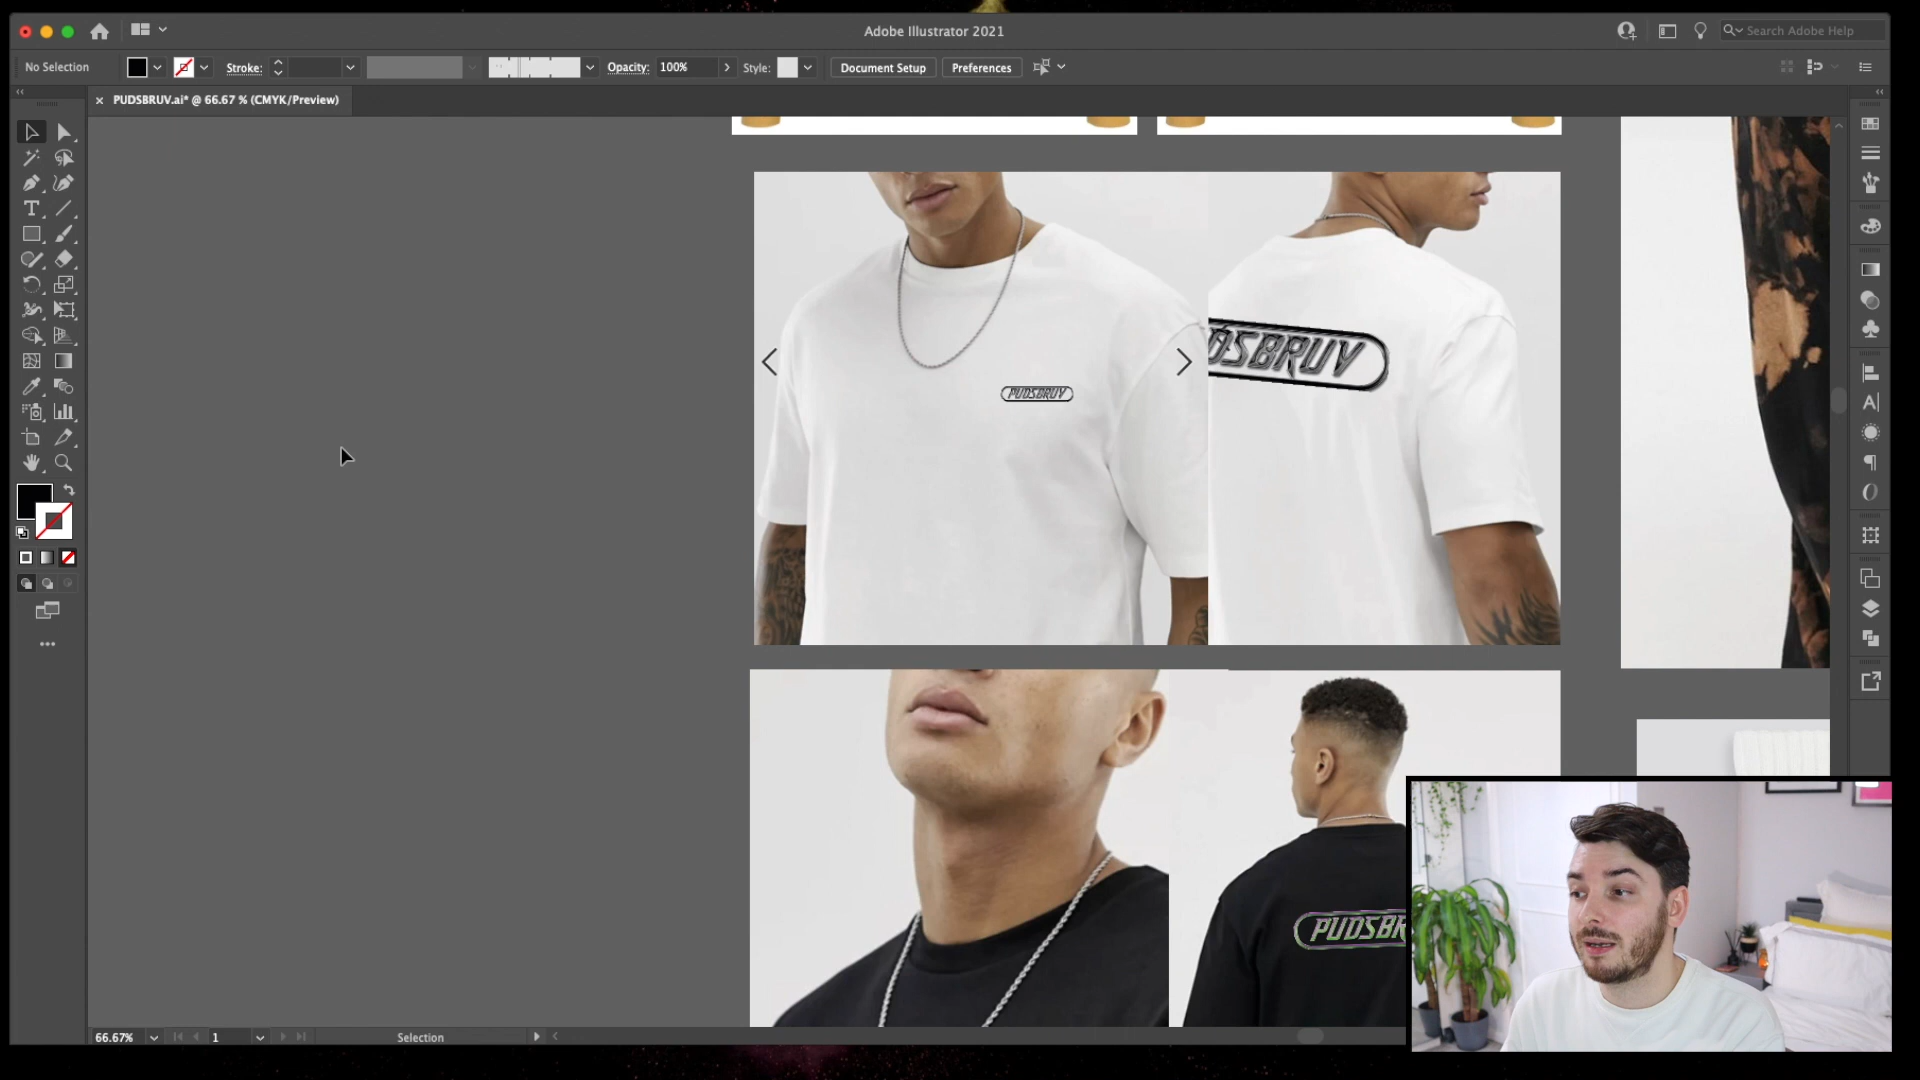 Adobe Illustrator 2021
Search Adobe Help
No Selection
Stroke:
Opacity: 100%
Style:
Document Setup
Preferences
× PUDSBRUV.ai* @ 66.67 % (CMYK/Preview)
PUDSBRUV
DSBRUV
PUDSBR
66.67%
1
Selection